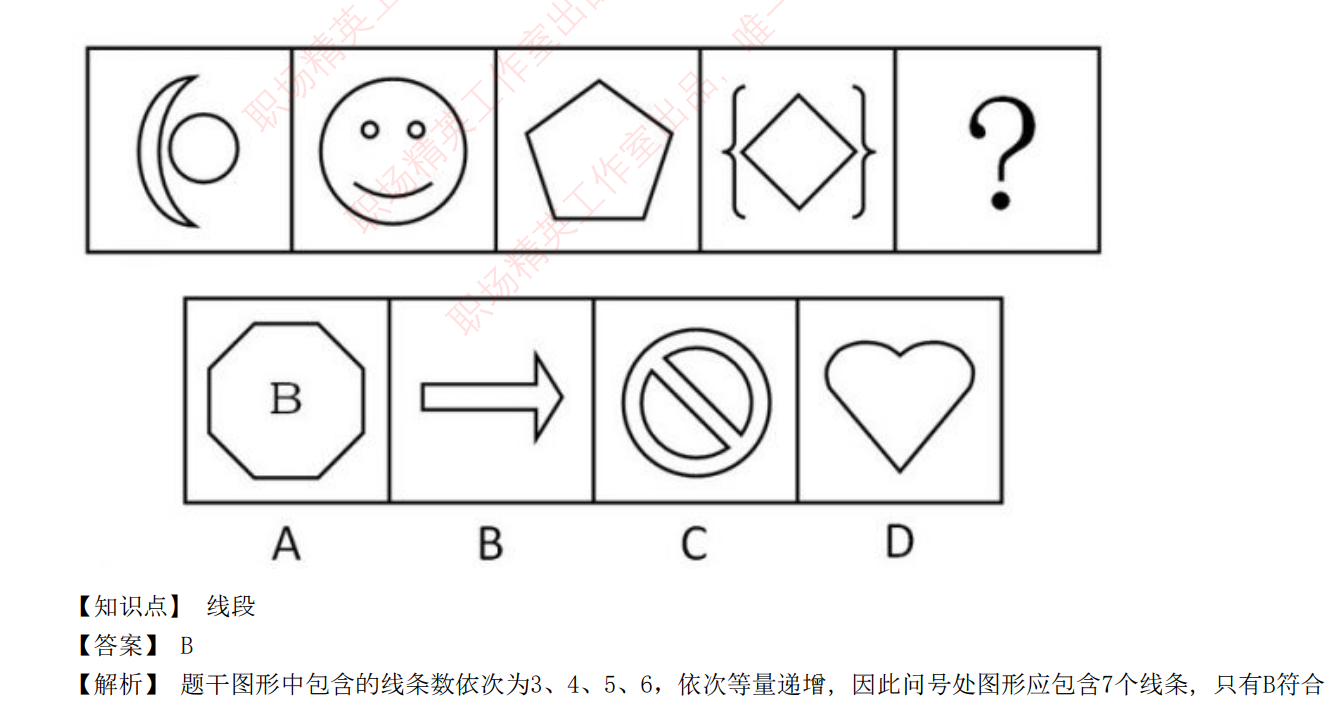 职场精英工
职场精英工作室出品
职场精英工作室出品，唯一
?
B
A B C D
【知识点】 线段
【答案】 B
【解析】 题干图形中包含的线条数依次为3、4、5、6，依次等量递增，因此问号处图形应包含7个线条，只有B符合